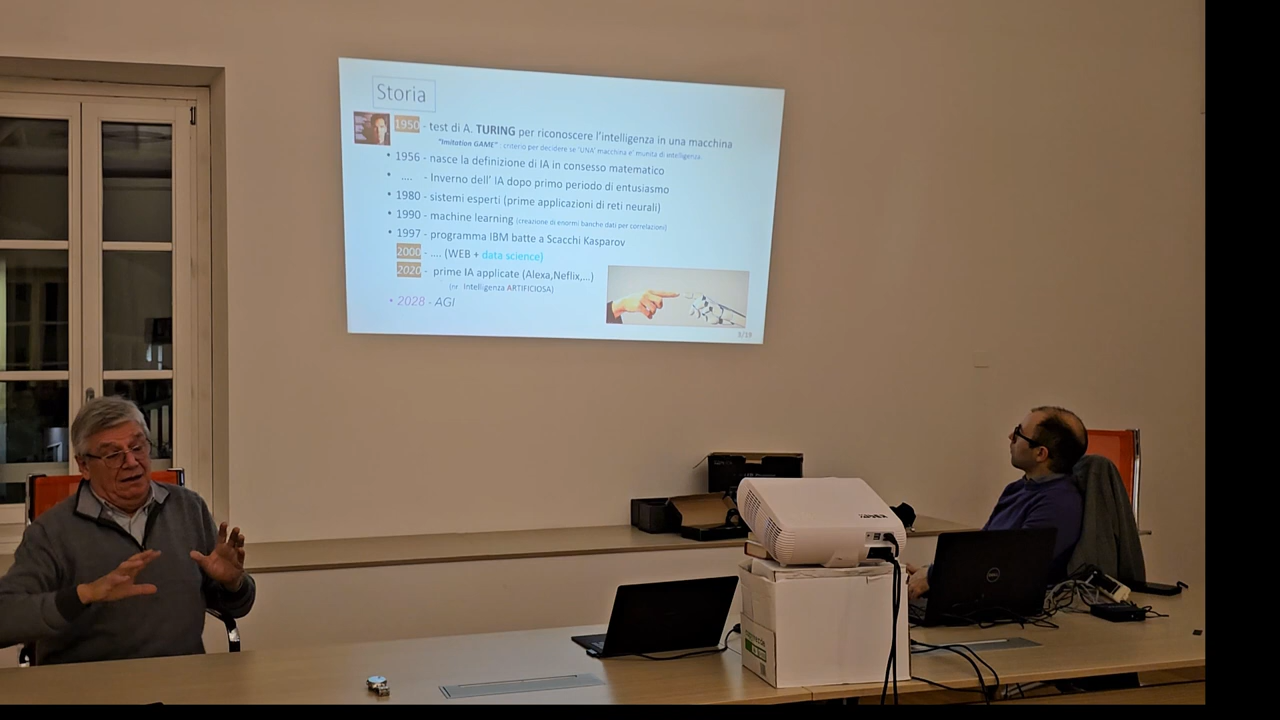 Storia
1950 - test di A. TURING per riconoscere l'intelligenza in una macchina
"Imitation GAME" : criterio per decidere se 'UNA' macchina e' munita di intelligenza
• 1956 - nasce la definizione di IA in consesso matematico
• .... - Inverno dell' IA dopo primo periodo di entusiasmo
• 1980 - sistemi esperti (prime applicazioni di reti neurali)
• 1990 - machine learning (creazione di enormi banche dati per correlazioni)
• 1997 - programma IBM batte a Scacchi Kasparov
2000 - .... (WEB + data science)
2020 - prime IA applicate (Alexa,Neflix,...)
Intelligenza ARTIFICIOSA)
• 2028 - AGI
DELL